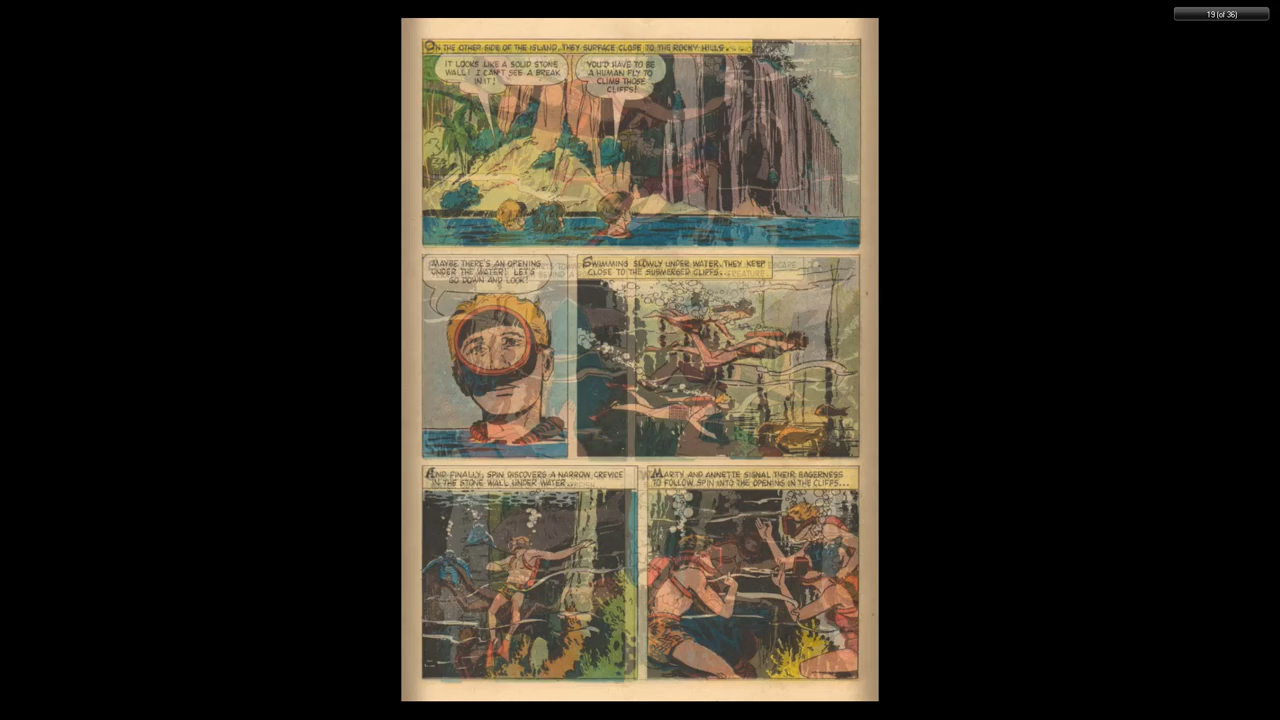 19 (of 36)
ON THE OTHER SIDE OF THE ISLAND, THEY SURFACE CLOSE TO THE ROCKY HILLS.
IT LOOKS LIKE A SOLID STONE
WALL! I CAN'T SEE A BREAK
IN IT!
YOU'D HAVE TO BE
A HUMAN FLY TO
CLIMB THOSE
CLIFFS!
MAYBE THERE'S AN OPENING
UNDER THE WATER! LET'S
GO DOWN AND LOOK!
SWIMMING SLOWLY UNDER WATER, THEY KEEP
CLOSE TO THE SUBMERGED CLIFFS.
AND FINALLY, SPIN DISCOVERS A NARROW CREVICE
IN THE STONE WALL UNDER WATER.
MARTY AND ANNETTE SIGNAL THEIR EAGERNESS
TO FOLLOW SPIN INTO THE OPENING IN THE CLIFFS...